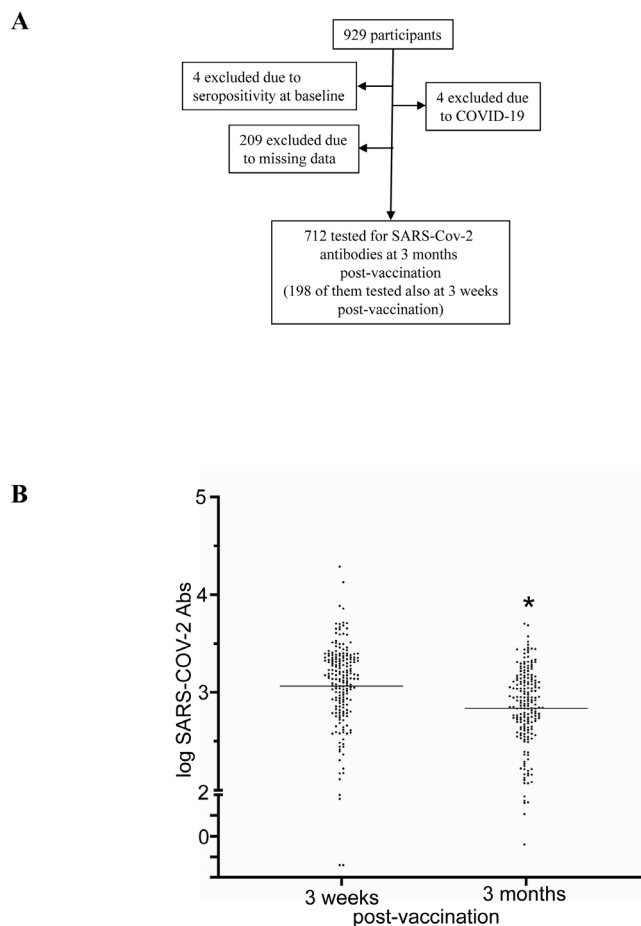 A
929 participants
4 excluded due to
seropositivity at baseline
4 excluded due
to COVID-19
209 excluded due
to missing data
712 tested for SARS-Cov-2
antibodies at 3 months
post-vaccination
(198 of them tested also at 3 weeks
post-vaccination)
B
log SARS-COV-2 Abs
5
4
3
2
0
*
3 weeks
3 months
post-vaccination